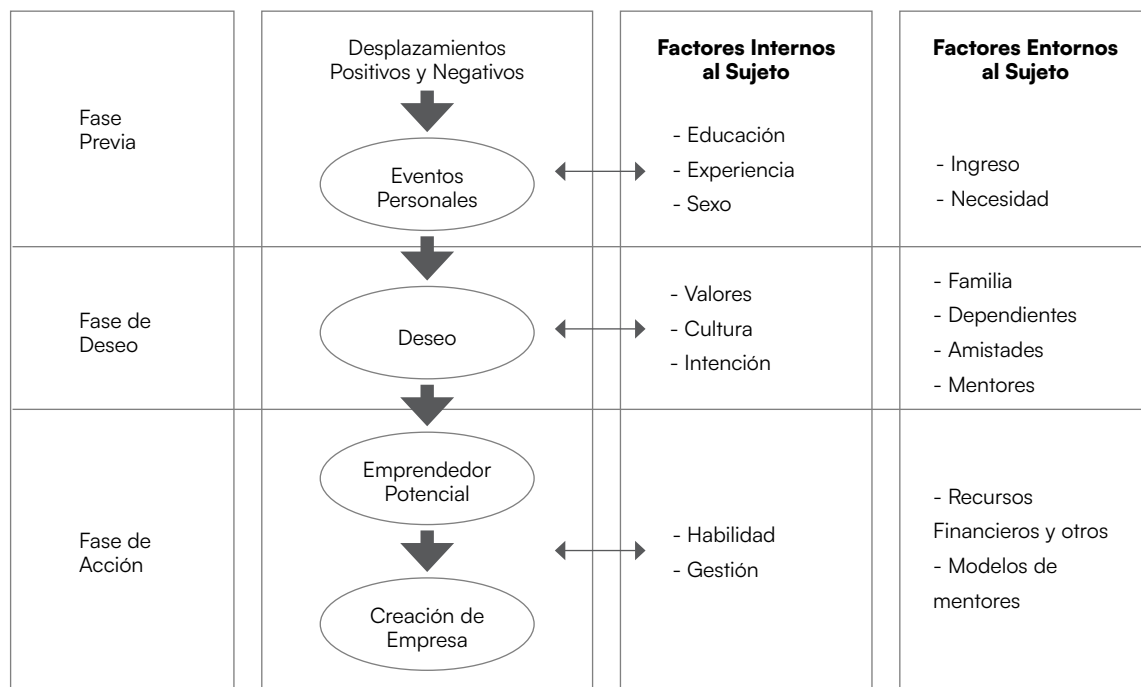 Desplazamientos
Positivos y Negativos
Factores Internos
al Sujeto
Factores Entornos
al Sujeto
Fase
Previa
Eventos
Personales
- Educación
- Experiencia
- Sexo
- Ingreso
- Necesidad
Fase de
Deseo
Deseo
- Valores
- Cultura
- Intención
- Familia
- Dependientes
- Amistades
- Mentores
Fase de
Acción
Emprendedor
Potencial
Creación de
Empresa
- Habilidad
- Gestión
- Recursos
Financieros y otros
- Modelos de
mentores